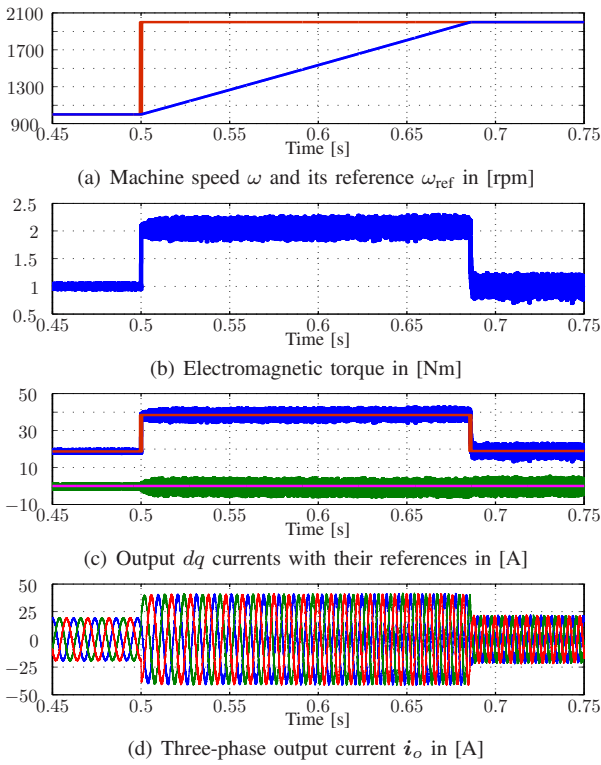 2100
1700
1300
900
0.45 0.5 0.55 0.6 0.65 0.7 0.75
Time [s]
(a) Machine speed ω and its reference ω_ref in [rpm]
2.5
2
1.5
1
0.5
0.45 0.5 0.55 0.6 0.65 0.7 0.75
Time [s]
(b) Electromagnetic torque in [Nm]
50
30
10
−10
0.45 0.5 0.55 0.6 0.65 0.7 0.75
Time [s]
(c) Output dq currents with their references in [A]
50
25
0
−25
−50
0.45 0.5 0.55 0.6 0.65 0.7 0.75
Time [s]
(d) Three-phase output current i_o in [A]